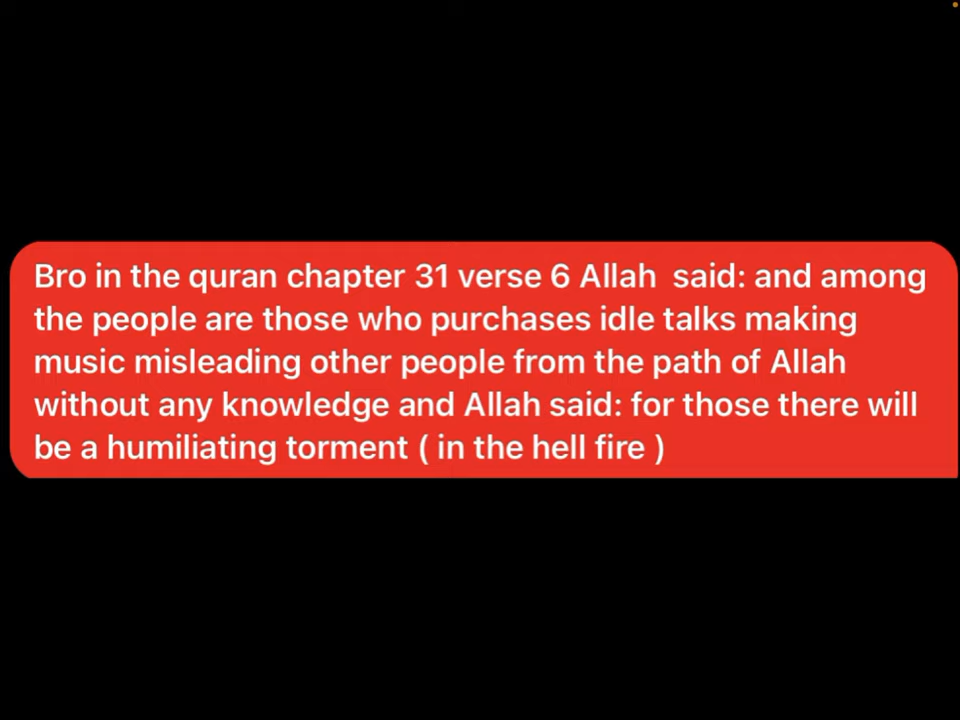 Bro in the quran chapter 31 verse 6 Allah  said: and among
the people are those who purchases idle talks making
music misleading other people from the path of Allah
without any knowledge and Allah said: for those there will
be a humiliating torment ( in the hell fire )